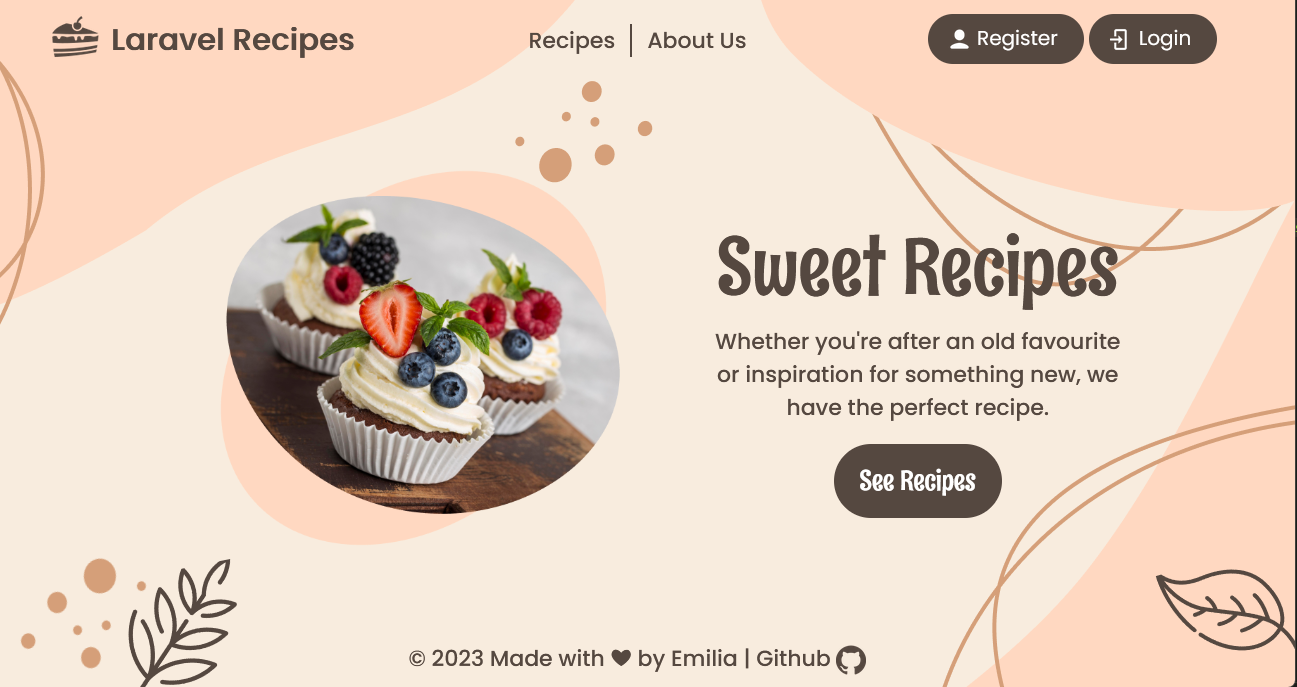 Laravel Recipes
Recipes | About Us
Register
Login
Sweet Recipes
Whether you're after an old favourite
or inspiration for something new, we
have the perfect recipe.
See Recipes
© 2023 Made with ♥ by Emilia | Github